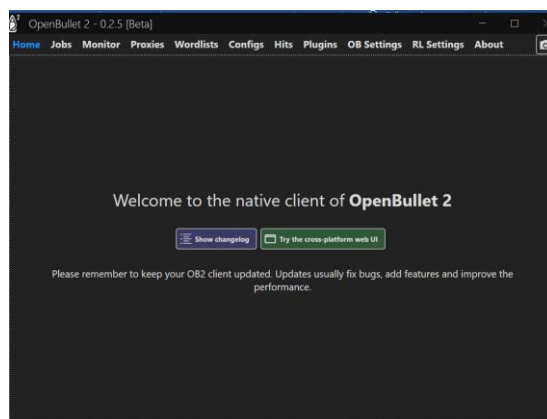 OpenBullet 2 - 0.2.5 [Beta]
Home Jobs Monitor Proxies Wordlists Configs Hits Plugins OB Settings RL Settings About
Welcome to the native client of OpenBullet 2
Show changelog Try the cross-platform web UI
Please remember to keep your OB2 client updated. Updates usually fix bugs, add features and improve the
performance.